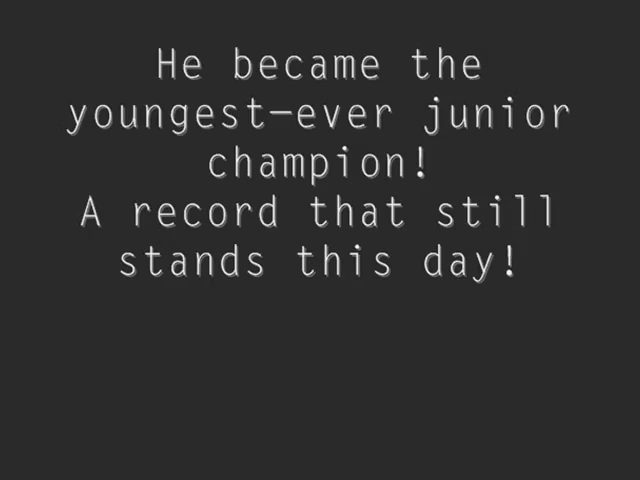 He became the
youngest-ever junior
champion!
A record that still
stands this day!